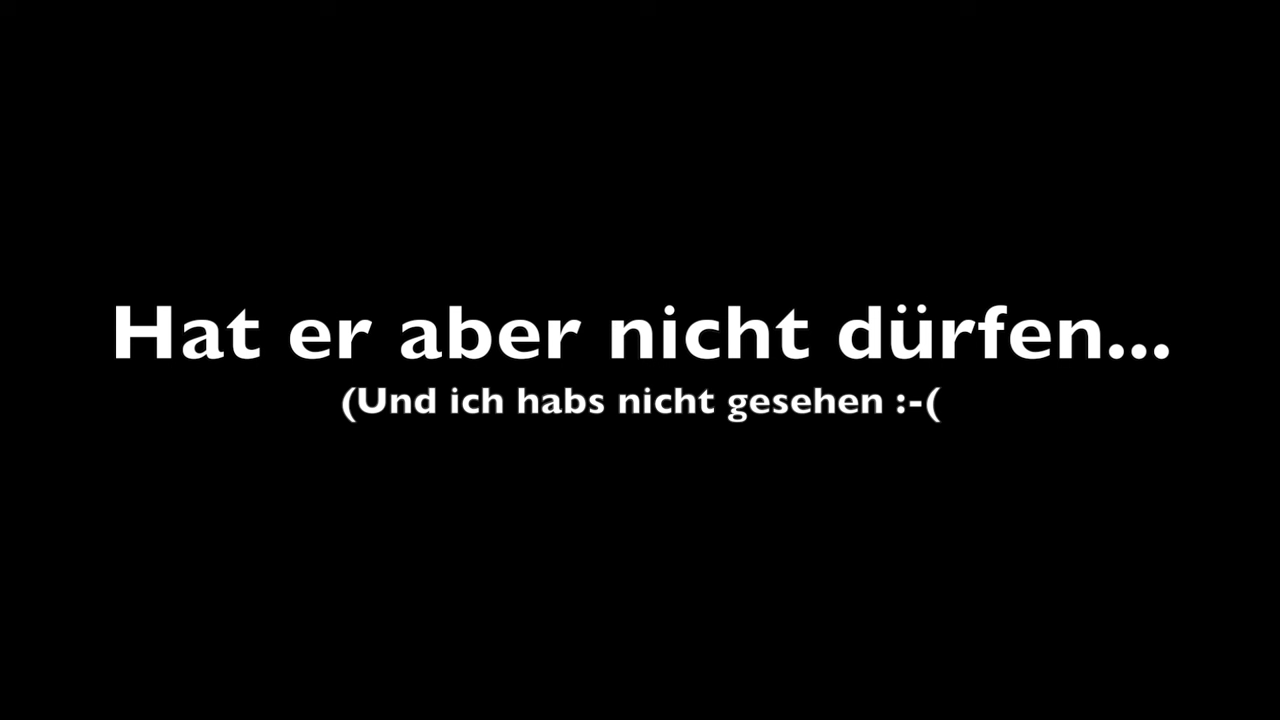 Hat er aber nicht dürfen...
(Und ich habs nicht gesehen :-(